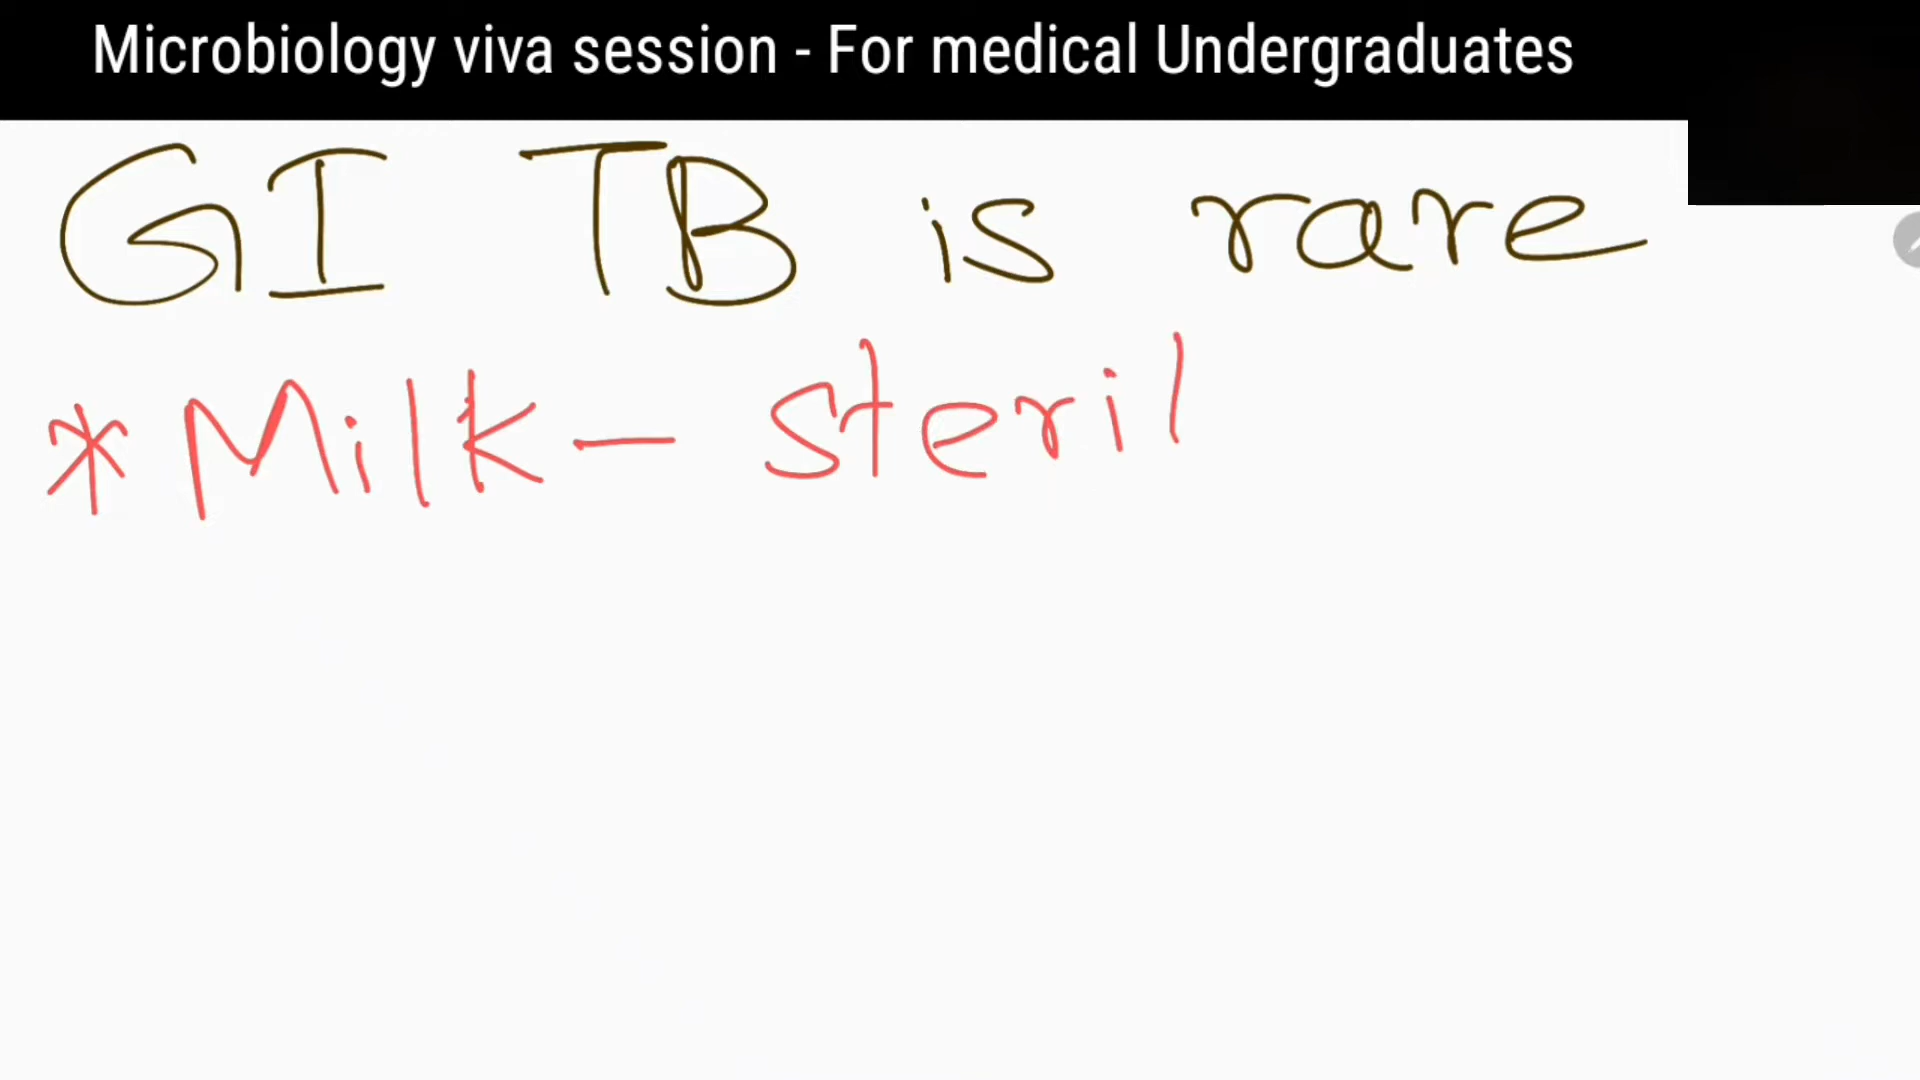 Microbiology viva session - For medical Undergraduates
GI TB is rare
*Milk - Steril